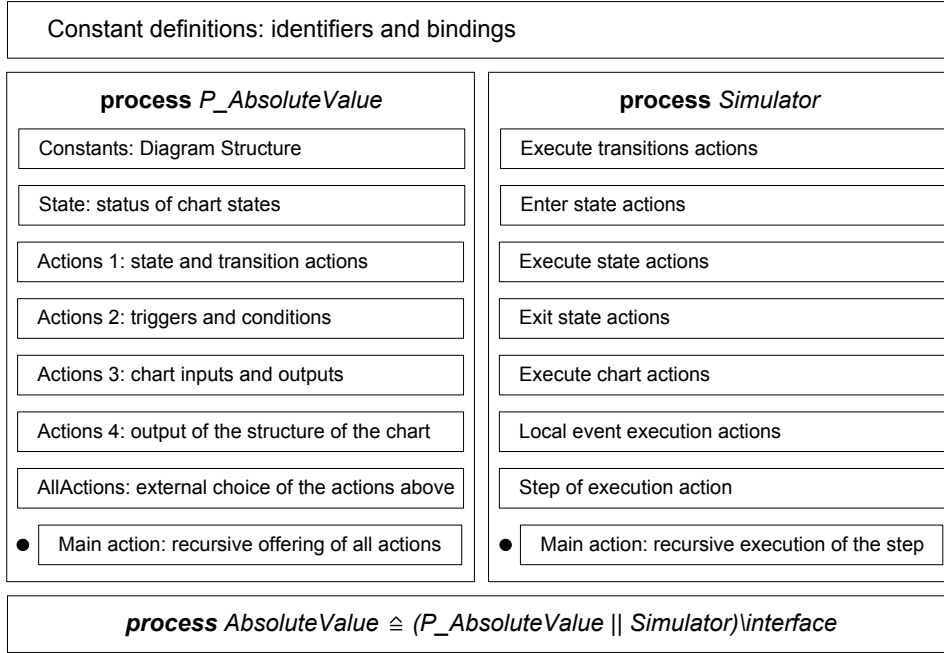 Constant definitions: identifiers and bindings
process P_AbsoluteValue
Constants: Diagram Structure
State: status of chart states
Actions 1: state and transition actions
Actions 2: triggers and conditions
Actions 3: chart inputs and outputs
Actions 4: output of the structure of the chart
AllActions: external choice of the actions above
● Main action: recursive offering of all actions
process Simulator
Execute transitions actions
Enter state actions
Execute state actions
Exit state actions
Execute chart actions
Local event execution actions
Step of execution action
● Main action: recursive execution of the step
process AbsoluteValue ≙ (P_AbsoluteValue || Simulator)\interface